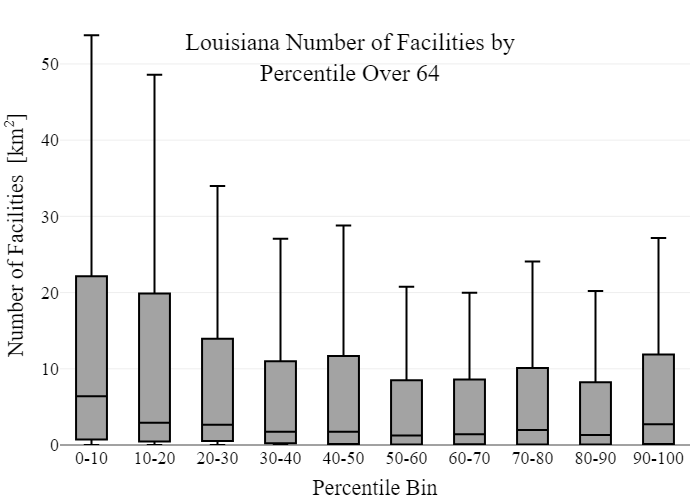 Louisiana Number of Facilities by
Percentile Over 64
Number of Facilities [km²]
50
40
30
20
10
0
0-10 10-20 20-30 30-40 40-50 50-60 60-70 70-80 80-90 90-100
Percentile Bin